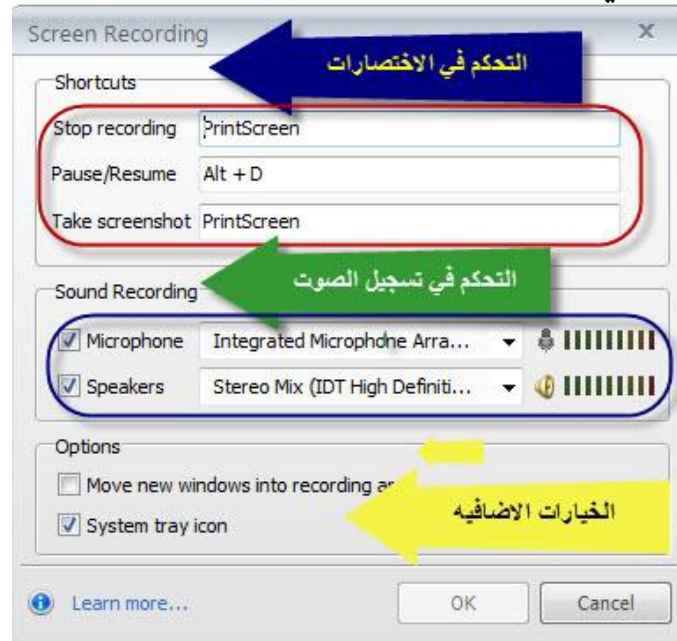 Screen Recording
التحكم في الاختصارات
Shortcuts
Stop recording PrintScreen
Pause/Resume Alt + D
Take screenshot PrintScreen
التحكم في تسجيل الصوت
Sound Recording
Microphone Integrated Microphone Arra...
Speakers Stereo Mix (IDT High Definiti...
Options
Move new windows into recording
System tray icon
الخيارات الاضافيه
Learn more...
OK
Cancel